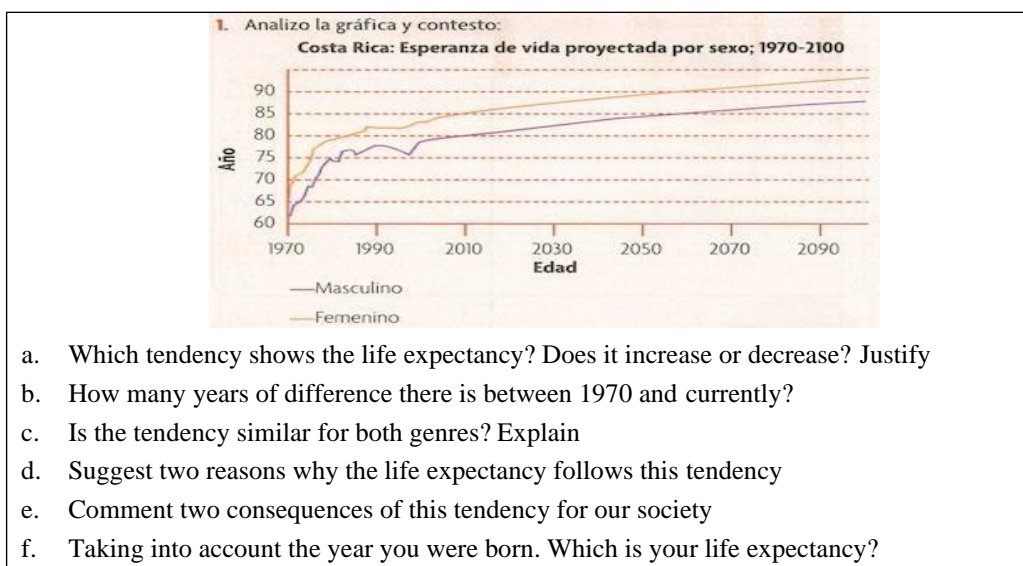 1. Analizo la gráfica y contexto:
Costa Rica: Esperanza de vida proyectada por sexo; 1970-2100
90
85
80
75
70
65
60
Año
1970 1990 2010 2030 2050 2070 2090
Edad
Masculino
Femenino
a. Which tendency shows the life expectancy? Does it increase or decrease? Justify
b. How many years of difference there is between 1970 and currently?
c. Is the tendency similar for both genres? Explain
d. Suggest two reasons why the life expectancy follows this tendency
e. Comment two consequences of this tendency for our society
f. Taking into account the year you were born. Which is your life expectancy?